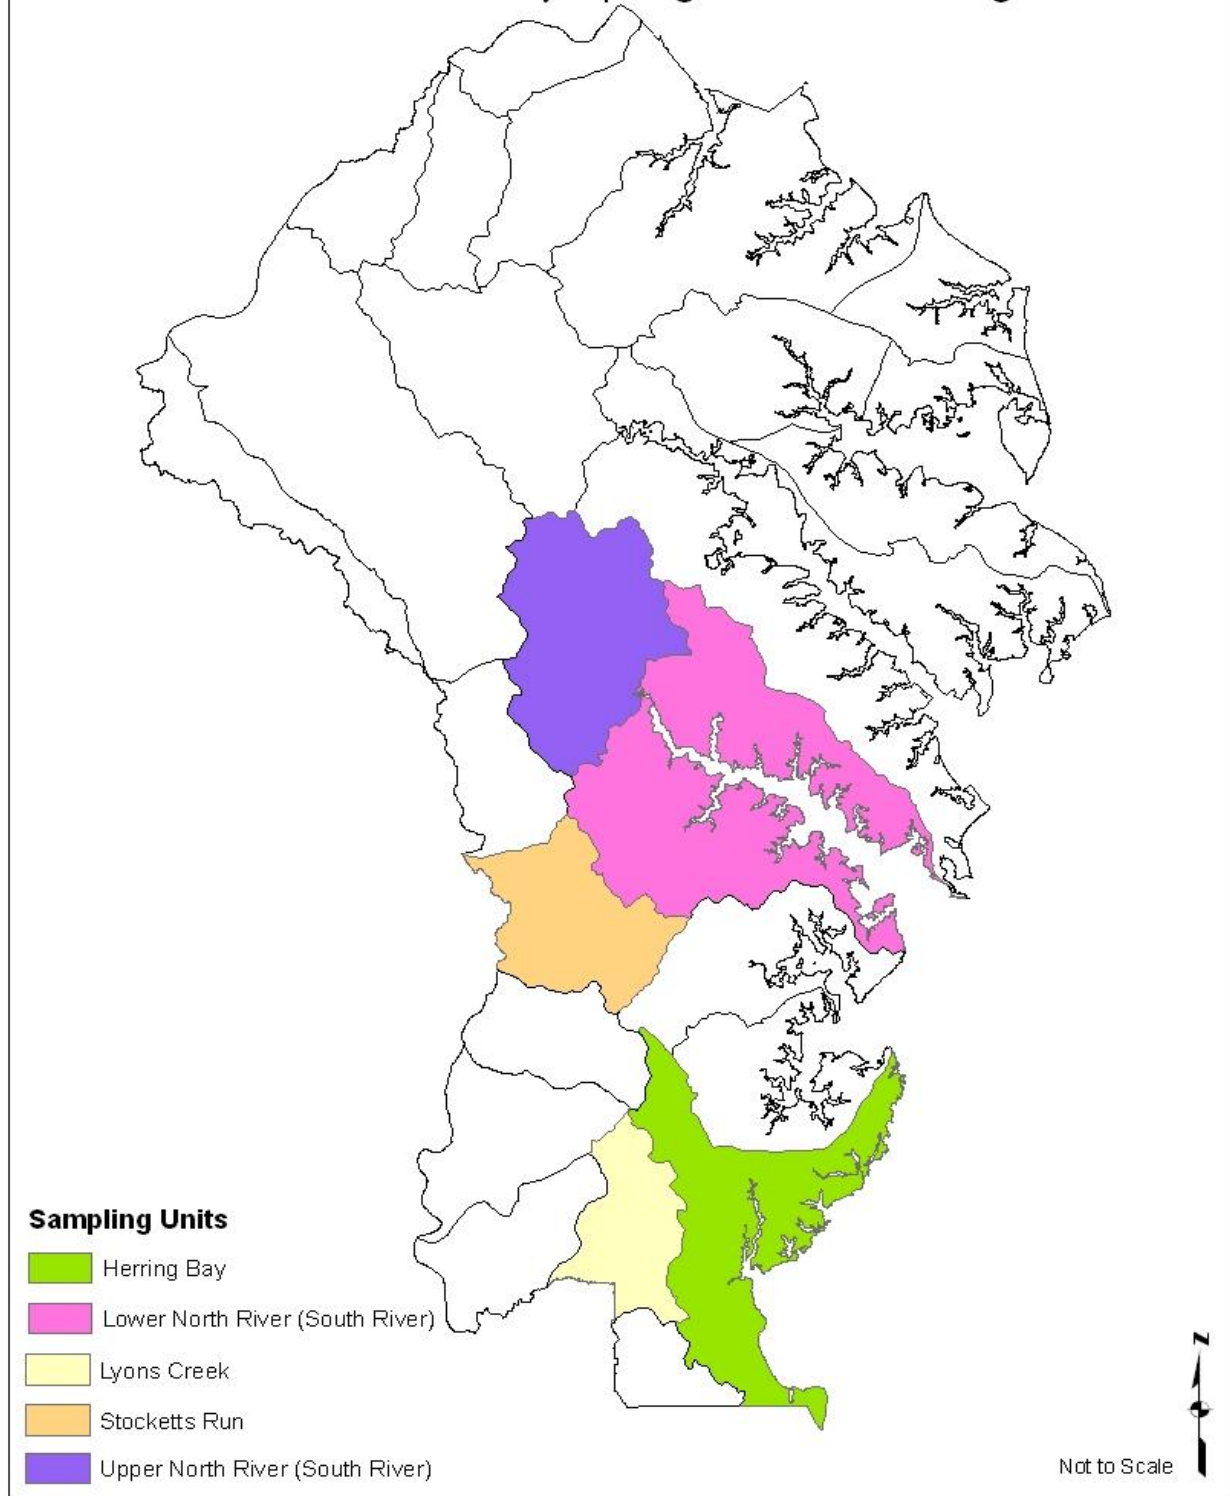 Sampling Units
Herring Bay
Lower North River (South River)
Lyons Creek
Stocketts Run
Upper North River (South River)
N
Not to Scale